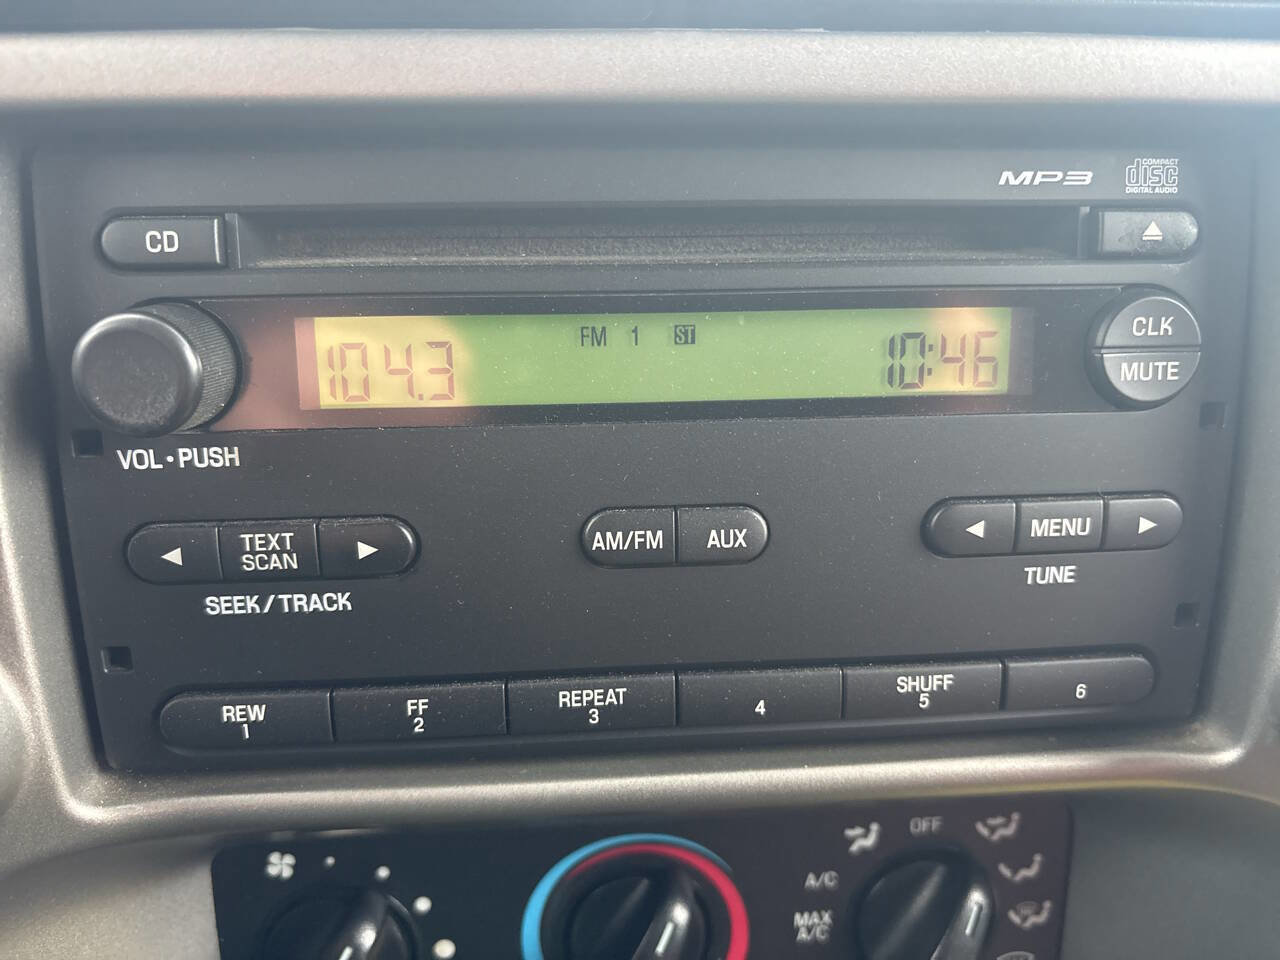 MP3
COMPACT
disc
DIGITAL AUDIO
CD
104.3
FM 1 ST
10:46
CLK
MUTE
VOL•PUSH
TEXT
SCAN
SEEK/TRACK
AM/FM
AUX
MENU
TUNE
REW
1
FF
2
REPEAT
3
4
SHUFF
5
6
OFF
A/C
MAX
A/C